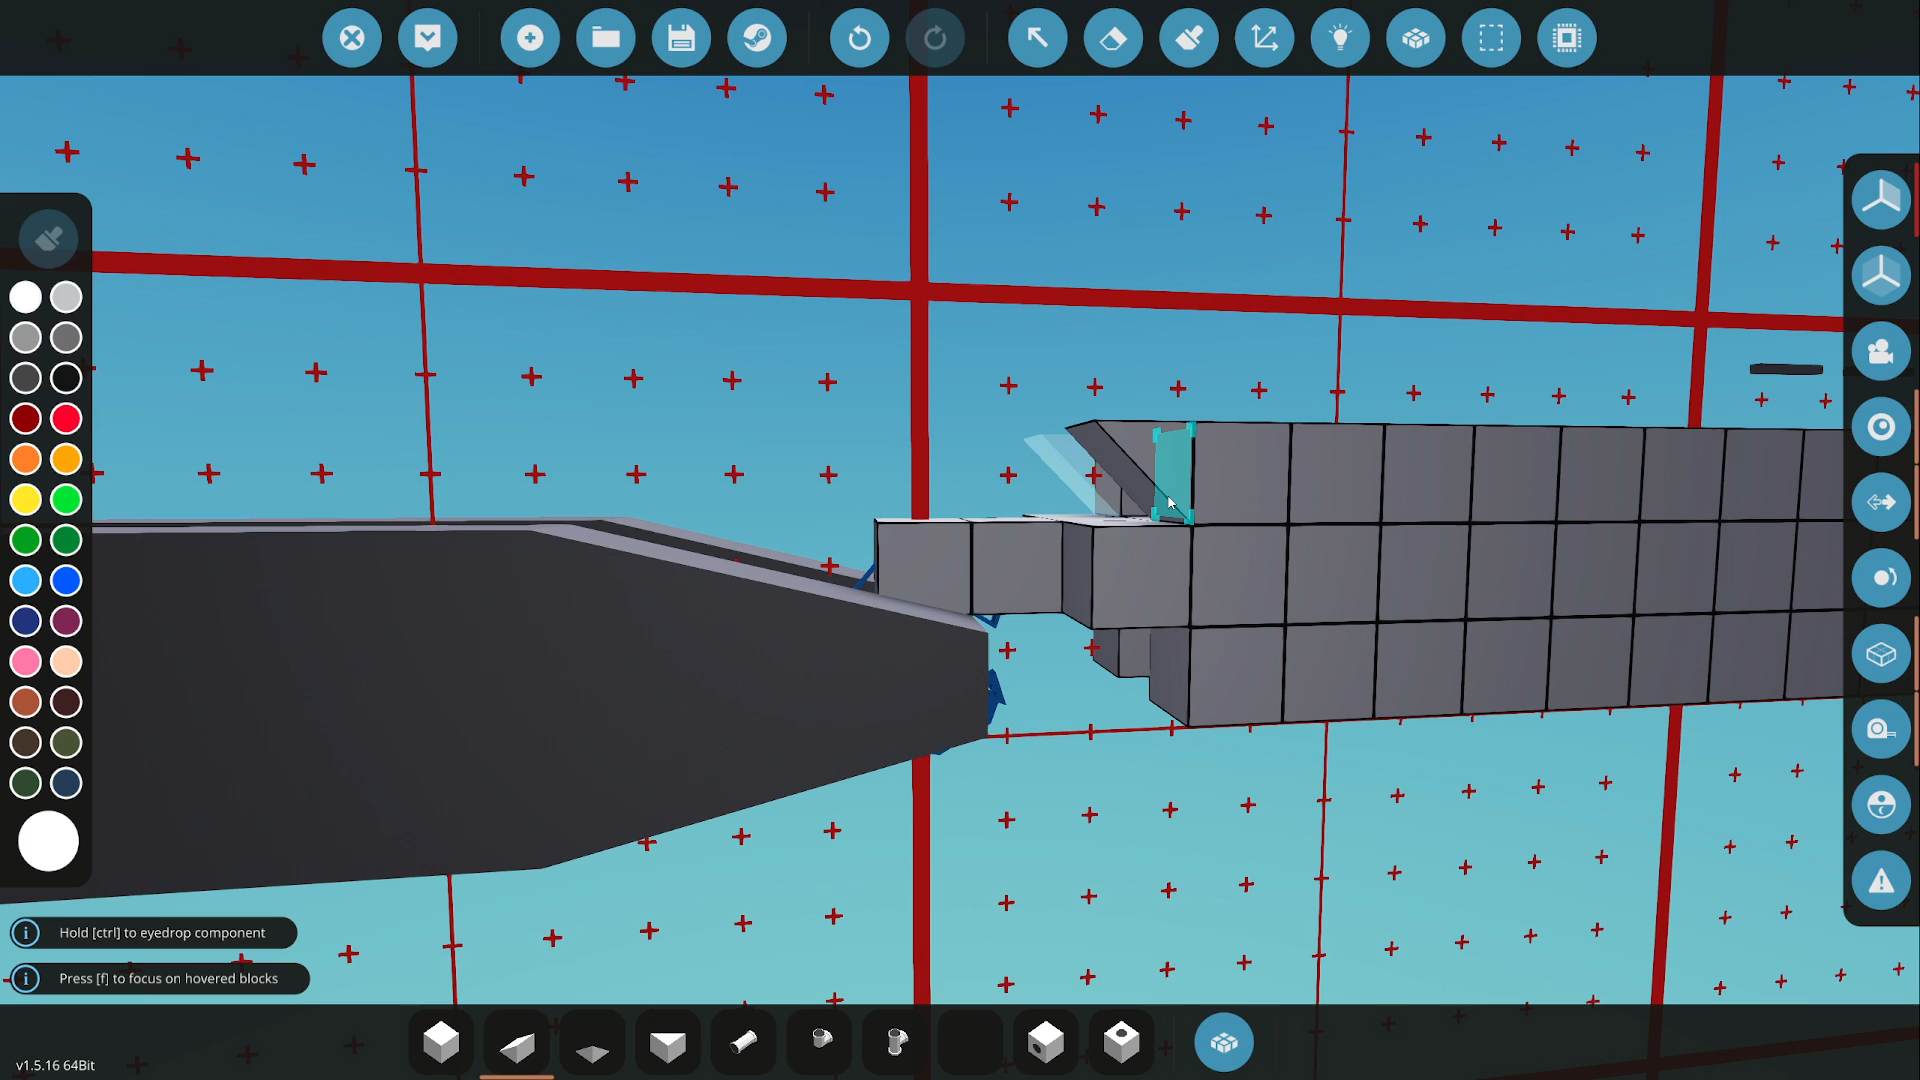 Hold [ctrl] to eyedrop component
Press [f] to focus on hovered blocks
v1.5.16 64Bit